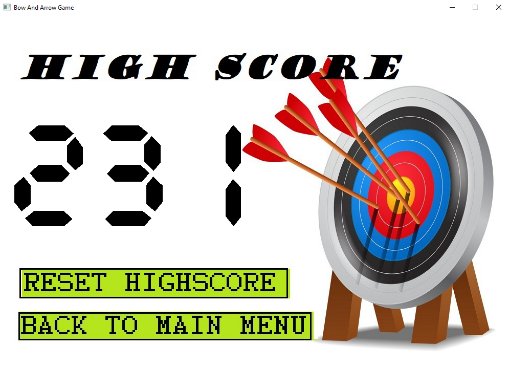 Bow And Arrow Game
HIGH SCORE
231
RESET HIGHSCORE
BACK TO MAIN MENU